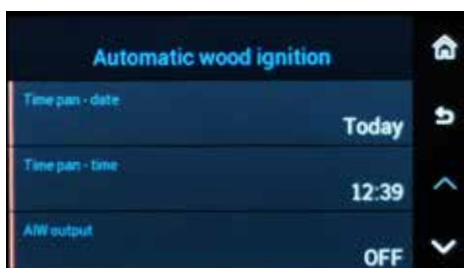 Automatic wood ignition
Time pan - date
Today
Time pan - time
12:39
AIW output
OFF